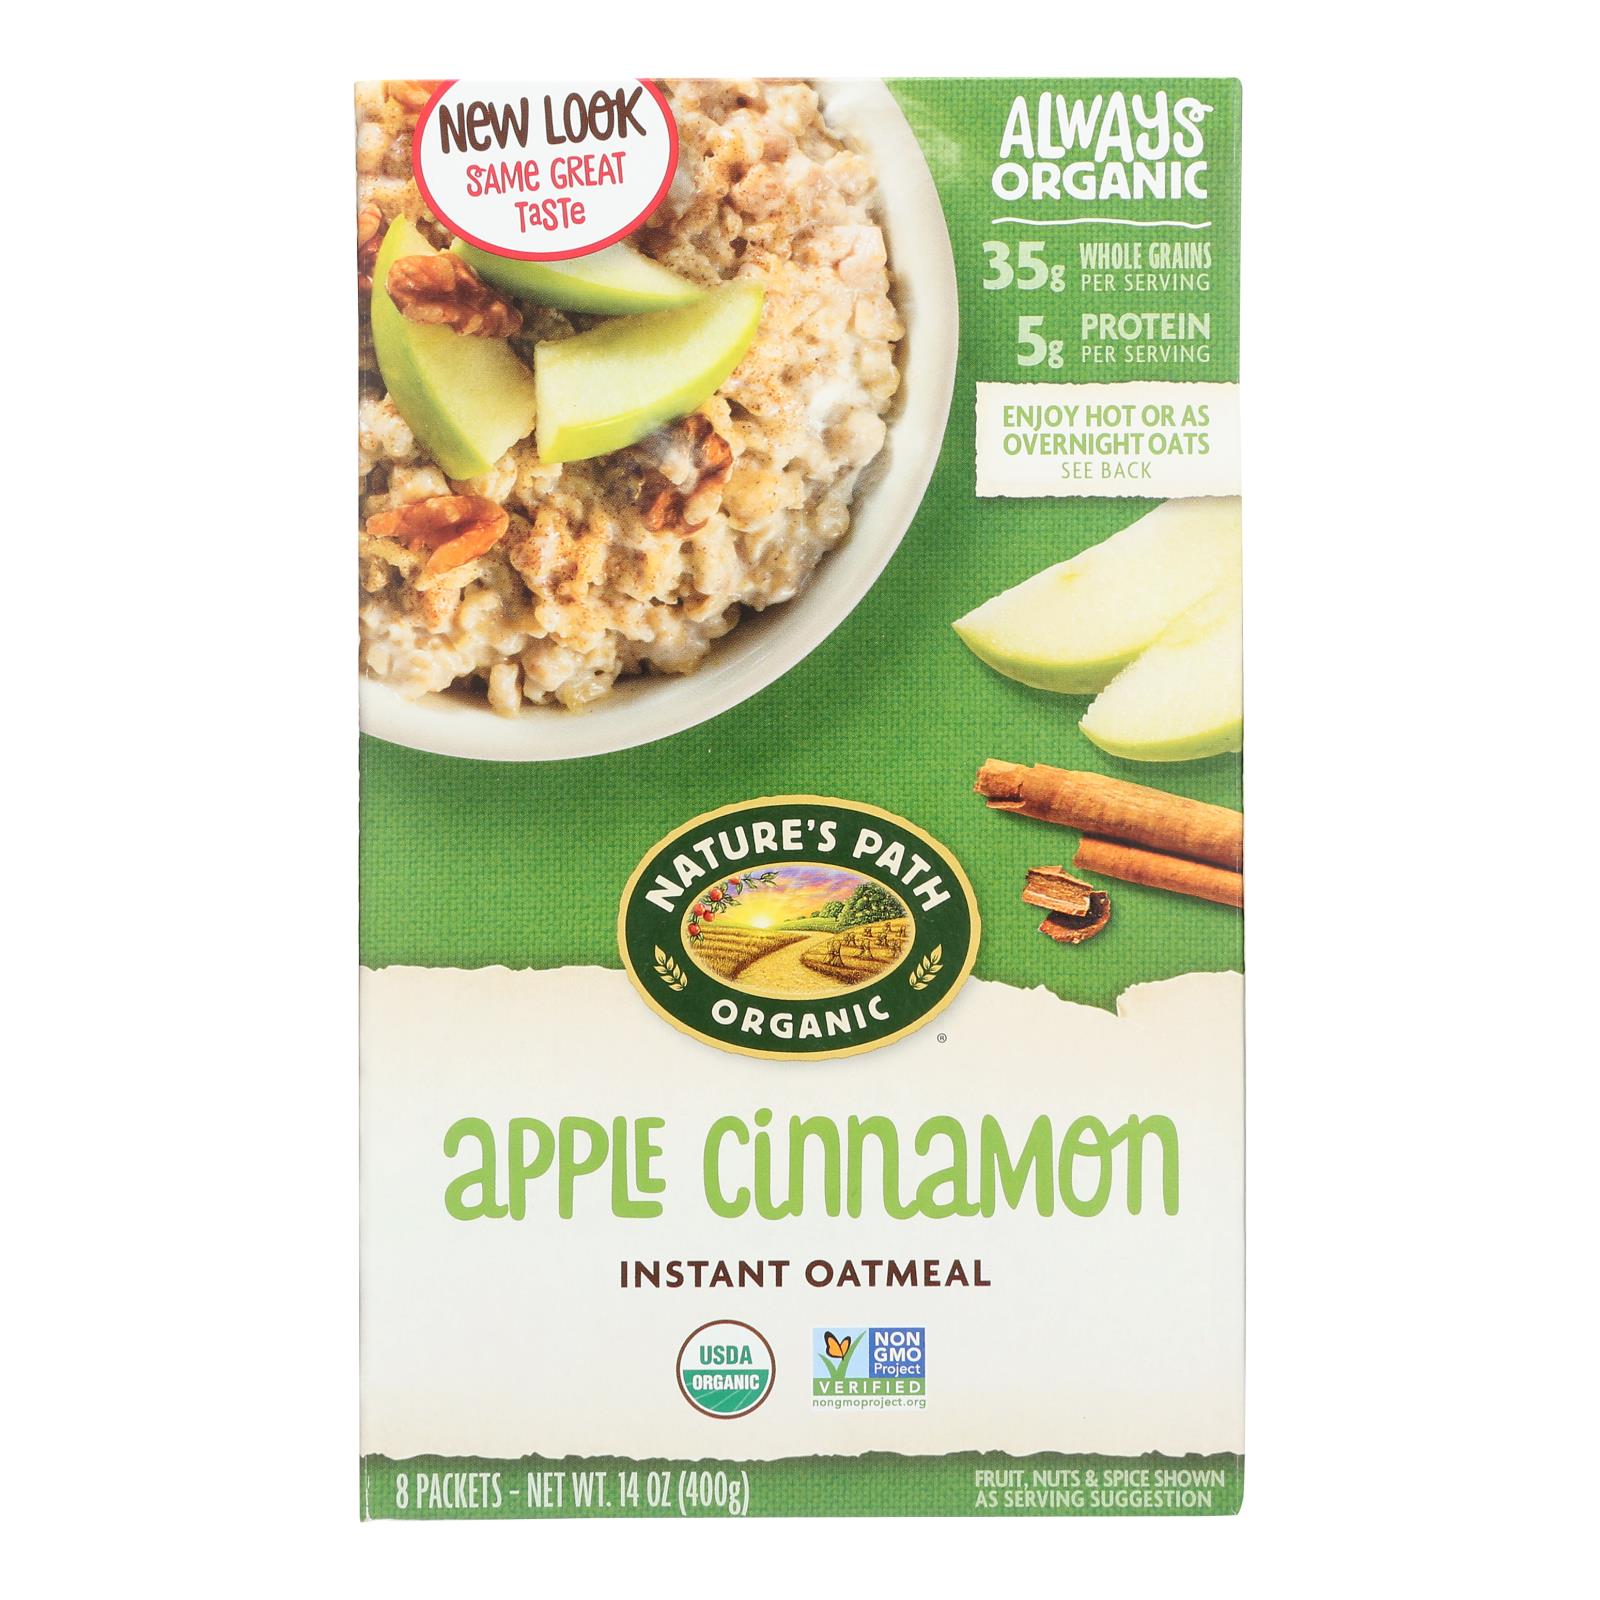 NEW LOOK
SAME GREAT
TASTE
ALWAYS
ORGANIC
35g WHOLE GRAINS
PER SERVING
5g PROTEIN
PER SERVING
ENJOY HOT OR AS
OVERNIGHT OATS
SEE BACK
NATURE'S PATH
ORGANIC
®
aPPLE cinnaMon
INSTANT OATMEAL
USDA
ORGANIC
NON
GMO
Project
VERIFIED
nongmoproject.org
8 PACKETS - NET WT. 14 OZ (400g)
FRUIT, NUTS & SPICE SHOWN
AS SERVING SUGGESTION